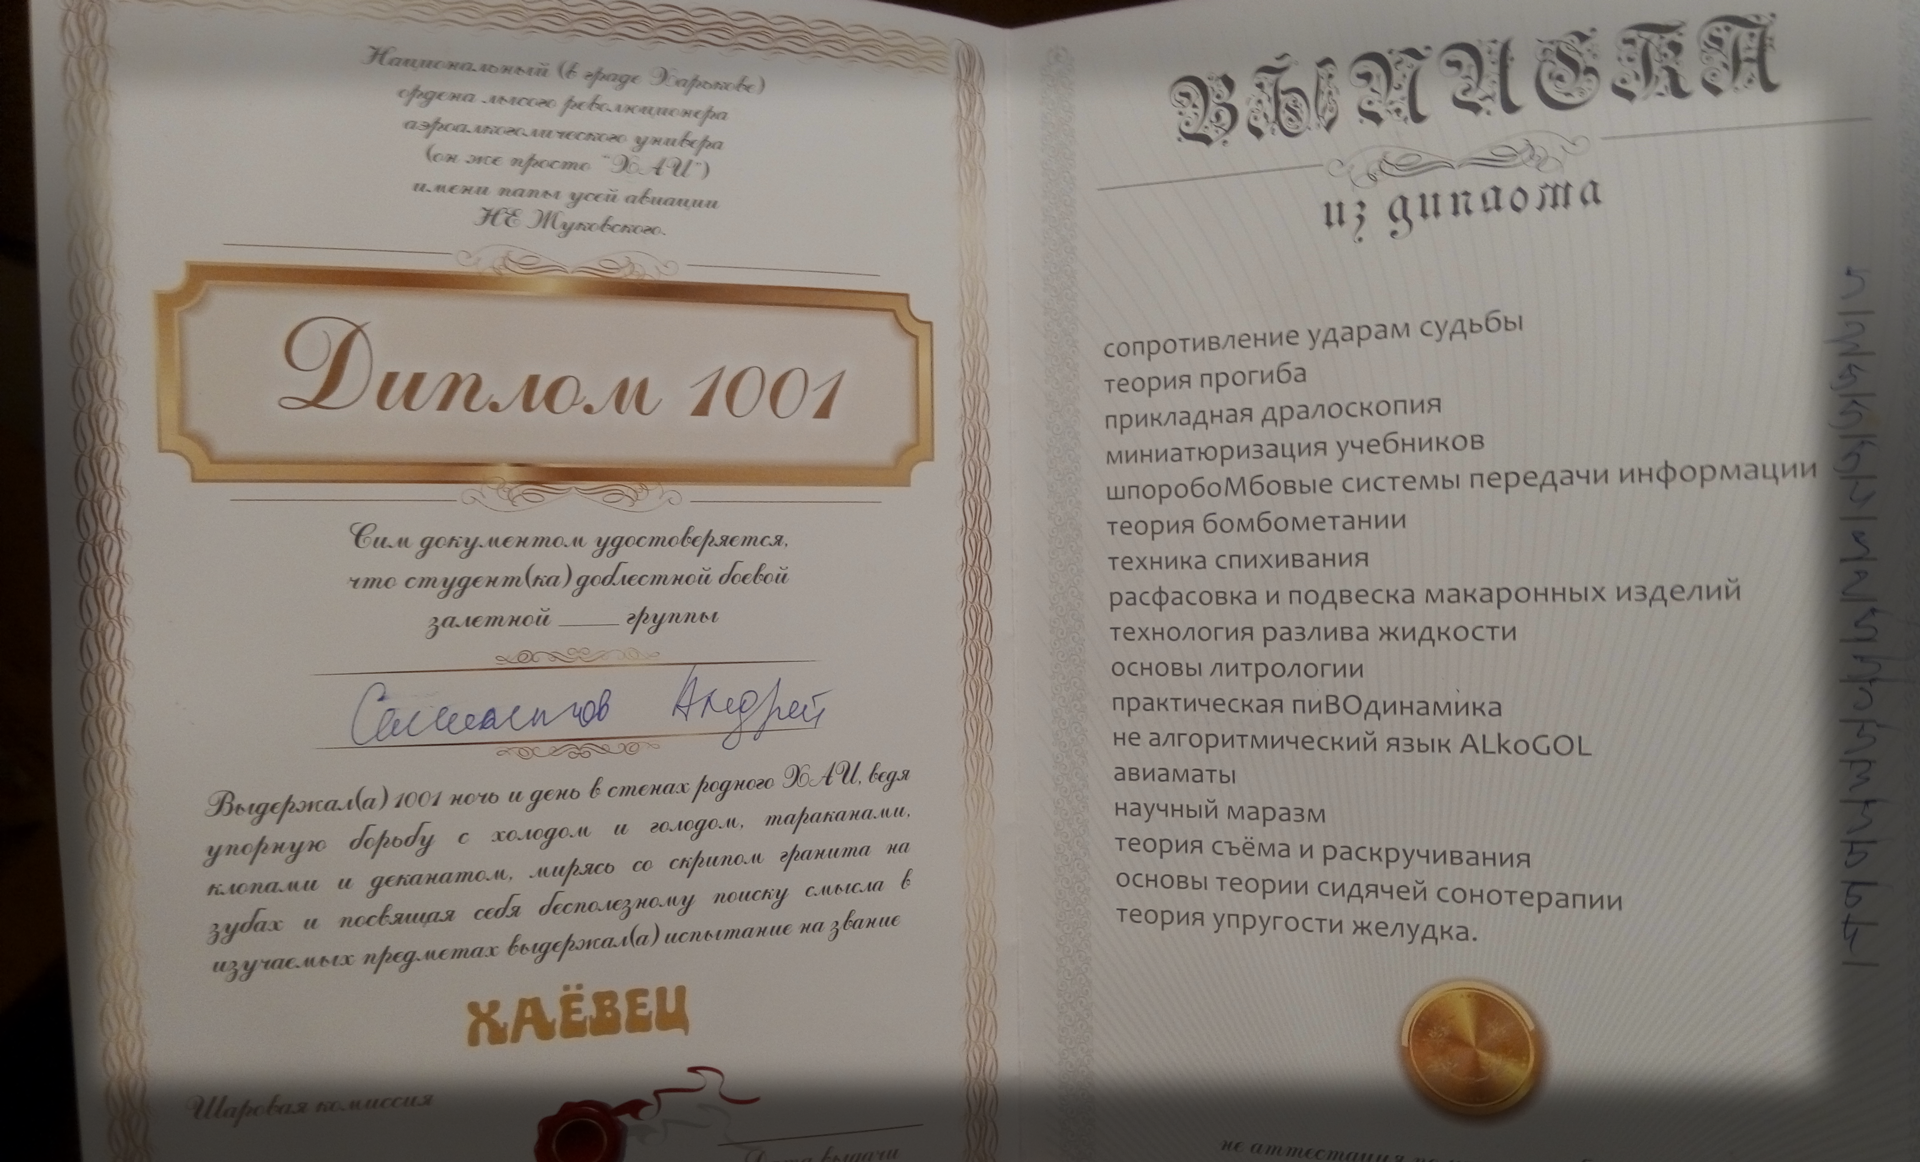 Национальный (в граде Харькове)
ордена лысого революционера
аэроалкоголического универа
(он же просто "ХАИ")
имени папы усей авиации
НЕ Жуковского.
Диплом 1001
Сим документом удостоверяется,
что студент(ка) доблестной боевой
залетной ____ группы
Андрей
Выдержал(а) 1001 ночь и день в стенах родного ХАИ, ведя
упорную борьбу с холодом и голодом, тараканами,
клопами и деканатом, мирясь со скрипом гранита на
зубах и посвящая себя бесполезному поиску смысла в
изучаемых предметах выдержал(а) испытание на звание
ХАЁВЕЦ
Шаровая комиссия
Дата выдачи
ВЫПИСКА
из диплома
сопротивление ударам судьбы
теория прогиба
прикладная дралоскопия
миниатюризация учебников
шпоробоМбовые системы передачи информации
теория бомбометании
техника спихивания
расфасовка и подвеска макаронных изделий
технология разлива жидкости
основы литрологии
практическая пиВОдинамика
не алгоритмический язык ALkoGOL
авиаматы
научный маразм
теория съёма и раскручивания
основы теории сидячей сонотерапии
теория упругости желудка.
не аттестация